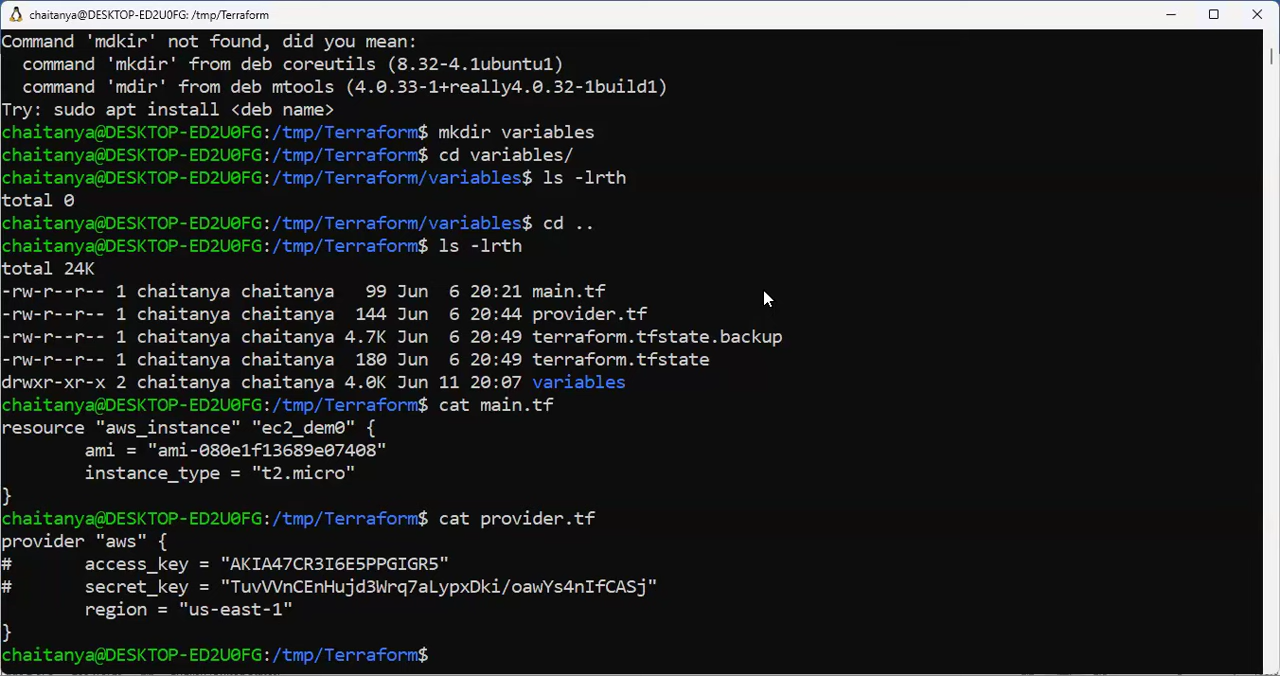 chaitanya@DESKTOP-ED2U0FG: /tmp/Terraform
Command 'mdkir' not found, did you mean:
  command 'mkdir' from deb coreutils (8.32-4.1ubuntu1)
  command 'mdir' from deb mtools (4.0.33-1+really4.0.32-1build1)
Try: sudo apt install <deb name>
chaitanya@DESKTOP-ED2U0FG:/tmp/Terraform$ mkdir variables
chaitanya@DESKTOP-ED2U0FG:/tmp/Terraform$ cd variables/
chaitanya@DESKTOP-ED2U0FG:/tmp/Terraform/variables$ ls -lrth
total 0
chaitanya@DESKTOP-ED2U0FG:/tmp/Terraform/variables$ cd ..
chaitanya@DESKTOP-ED2U0FG:/tmp/Terraform$ ls -lrth
total 24K
-rw-r--r-- 1 chaitanya chaitanya   99 Jun  6 20:21 main.tf
-rw-r--r-- 1 chaitanya chaitanya  144 Jun  6 20:44 provider.tf
-rw-r--r-- 1 chaitanya chaitanya 4.7K Jun  6 20:49 terraform.tfstate.backup
-rw-r--r-- 1 chaitanya chaitanya  180 Jun  6 20:49 terraform.tfstate
drwxr-xr-x 2 chaitanya chaitanya 4.0K Jun 11 20:07 variables
chaitanya@DESKTOP-ED2U0FG:/tmp/Terraform$ cat main.tf
resource "aws_instance" "ec2_dem0" {
        ami = "ami-080e1f13689e07408"
        instance_type = "t2.micro"
}
chaitanya@DESKTOP-ED2U0FG:/tmp/Terraform$ cat provider.tf
provider "aws" {
#       access_key = "AKIA47CR3I6E5PPGIGR5"
#       secret_key = "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"
        region = "us-east-1"
}
chaitanya@DESKTOP-ED2U0FG:/tmp/Terraform$